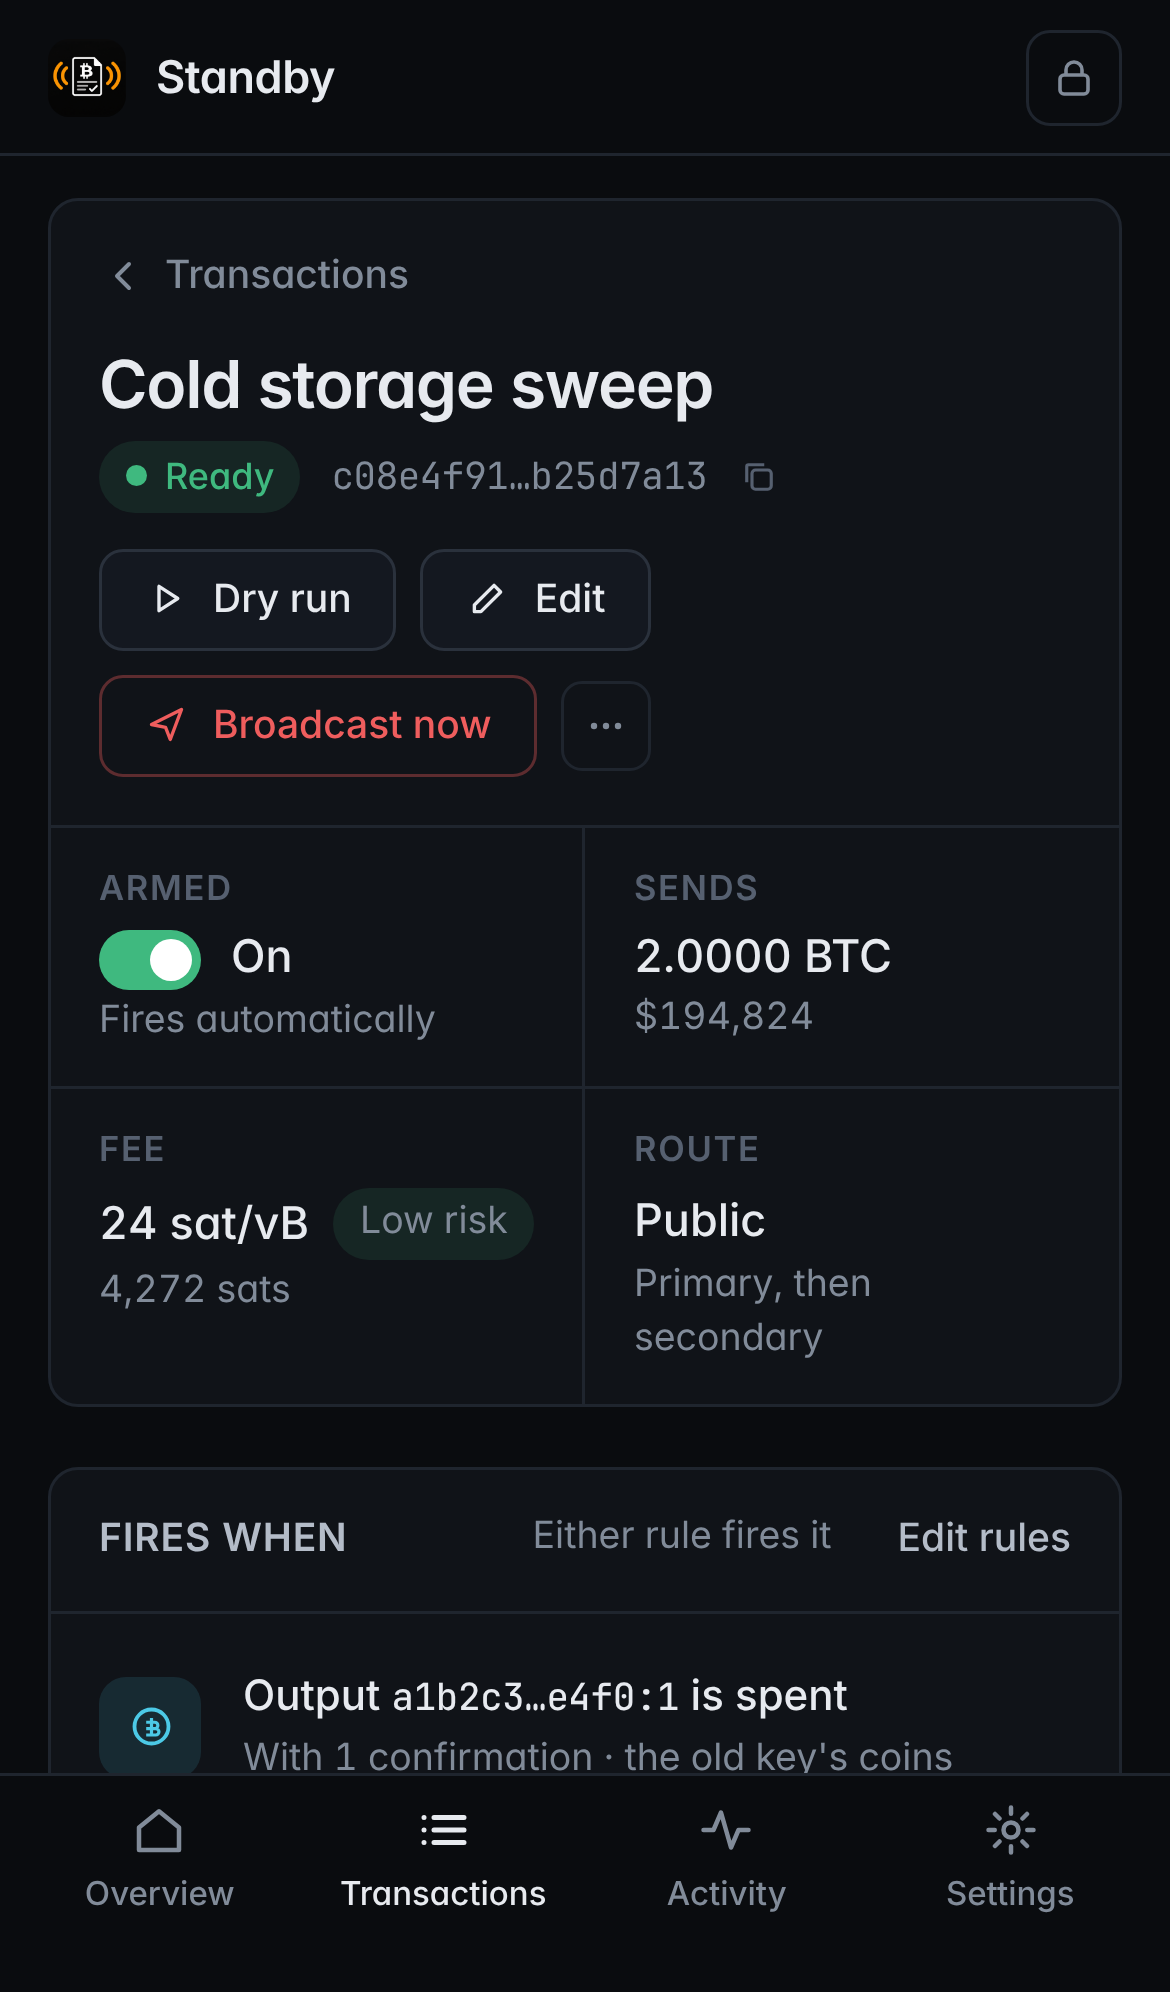 Standby
Transactions
Cold storage sweep
Ready c08e4f91…b25d7a13
Dry run Edit
Broadcast now
ARMED
On
Fires automatically
SENDS
2.0000 BTC
$194,824
FEE
24 sat/vB Low risk
4,272 sats
ROUTE
Public
Primary, then
secondary
FIRES WHEN Either rule fires it Edit rules
Output a1b2c3…e4f0:1 is spent
With 1 confirmation · the old key's coins
Overview Transactions Activity Settings